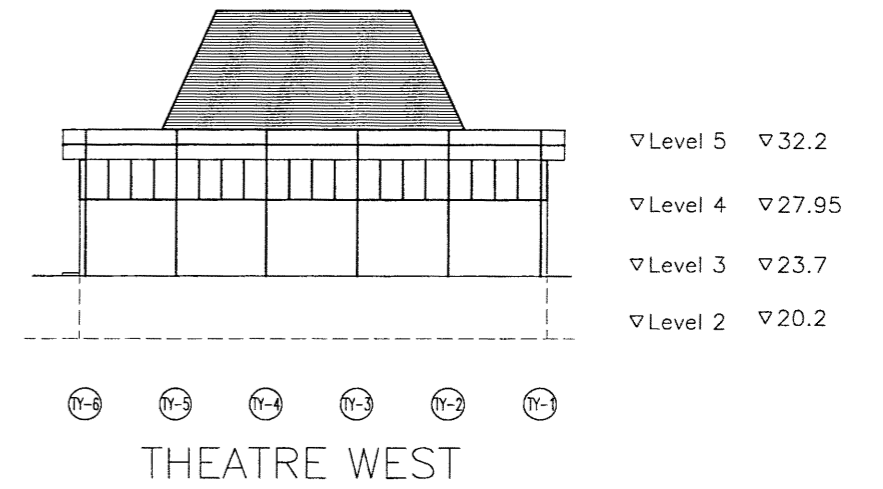 ▽Level 5 ▽32.2
▽Level 4 ▽27.95
▽Level 3 ▽23.7
▽Level 2 ▽20.2
TY-6 TY-5 TY-4 TY-3 TY-2 TY-1
THEATRE WEST